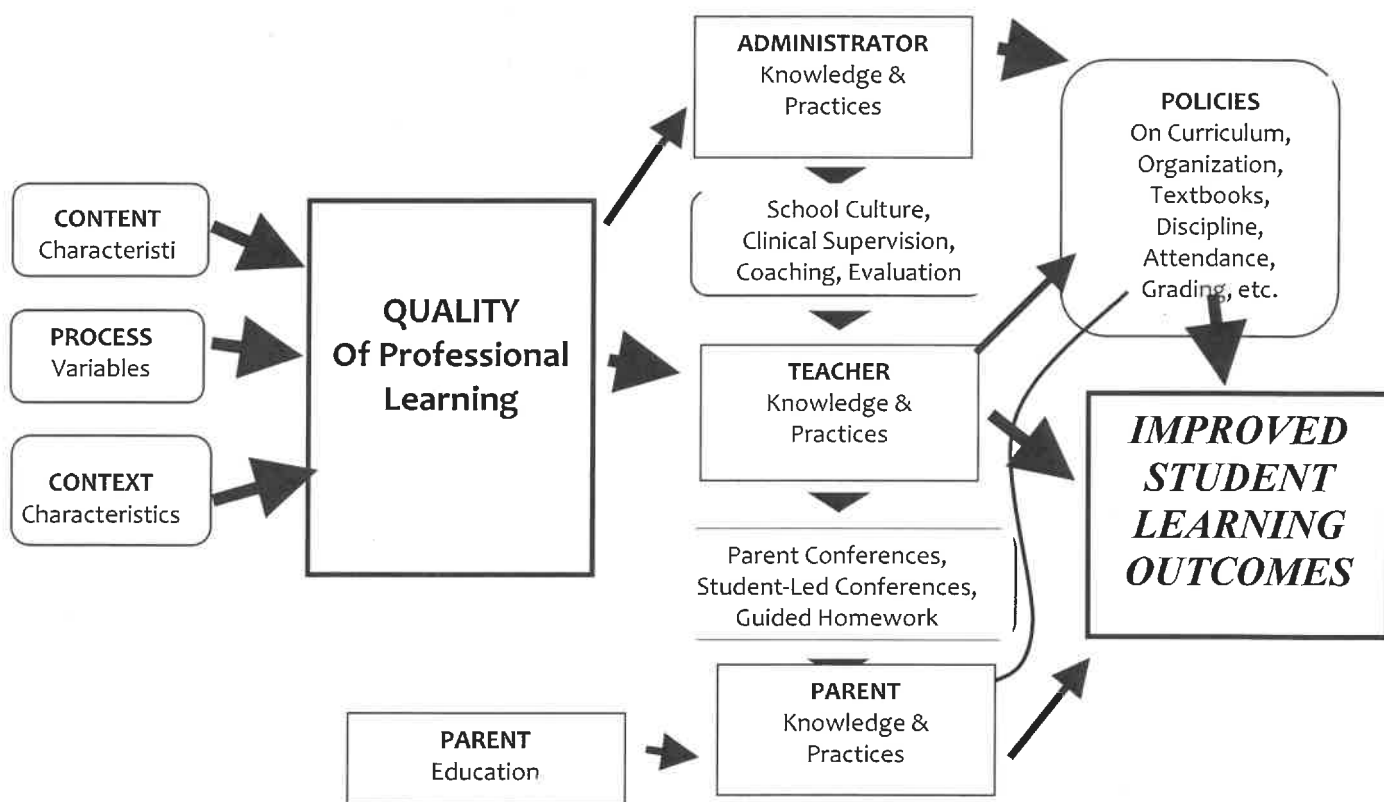 CONTENT
Characteristi
PROCESS
Variables
CONTEXT
Characteristics
QUALITY
Of Professional
Learning
ADMINISTRATOR
Knowledge &
Practices
School Culture,
Clinical Supervision,
Coaching, Evaluation
TEACHER
Knowledge &
Practices
Parent Conferences,
Student-Led Conferences,
Guided Homework
PARENT
Education
PARENT
Knowledge &
Practices
POLICIES
On Curriculum,
Organization,
Textbooks,
Discipline,
Attendance,
Grading, etc.
IMPROVED
STUDENT
LEARNING
OUTCOMES